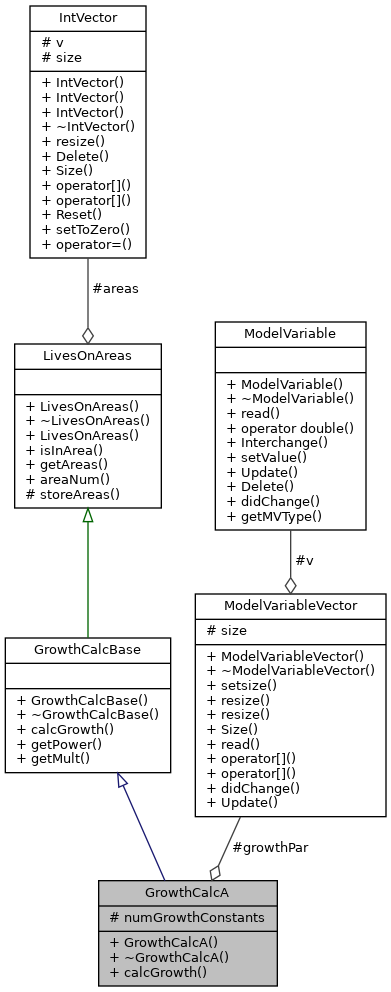 IntVector
# v
# size
+ IntVector()
+ IntVector()
+ IntVector()
+ ~IntVector()
+ resize()
+ Delete()
+ Size()
+ operator[]()
+ operator[]()
+ Reset()
+ setToZero()
+ operator=()
#areas
LivesOnAreas
+ LivesOnAreas()
+ ~LivesOnAreas()
+ LivesOnAreas()
+ isInArea()
+ getAreas()
+ areaNum()
# storeAreas()
ModelVariable
+ ModelVariable()
+ ~ModelVariable()
+ read()
+ operator double()
+ Interchange()
+ setValue()
+ Update()
+ Delete()
+ didChange()
+ getMVType()
#v
GrowthCalcBase
+ GrowthCalcBase()
+ ~GrowthCalcBase()
+ calcGrowth()
+ getPower()
+ getMult()
ModelVariableVector
# size
+ ModelVariableVector()
+ ~ModelVariableVector()
+ setsize()
+ resize()
+ resize()
+ Size()
+ read()
+ operator[]()
+ operator[]()
+ didChange()
+ Update()
#growthPar
GrowthCalcA
# numGrowthConstants
+ GrowthCalcA()
+ ~GrowthCalcA()
+ calcGrowth()